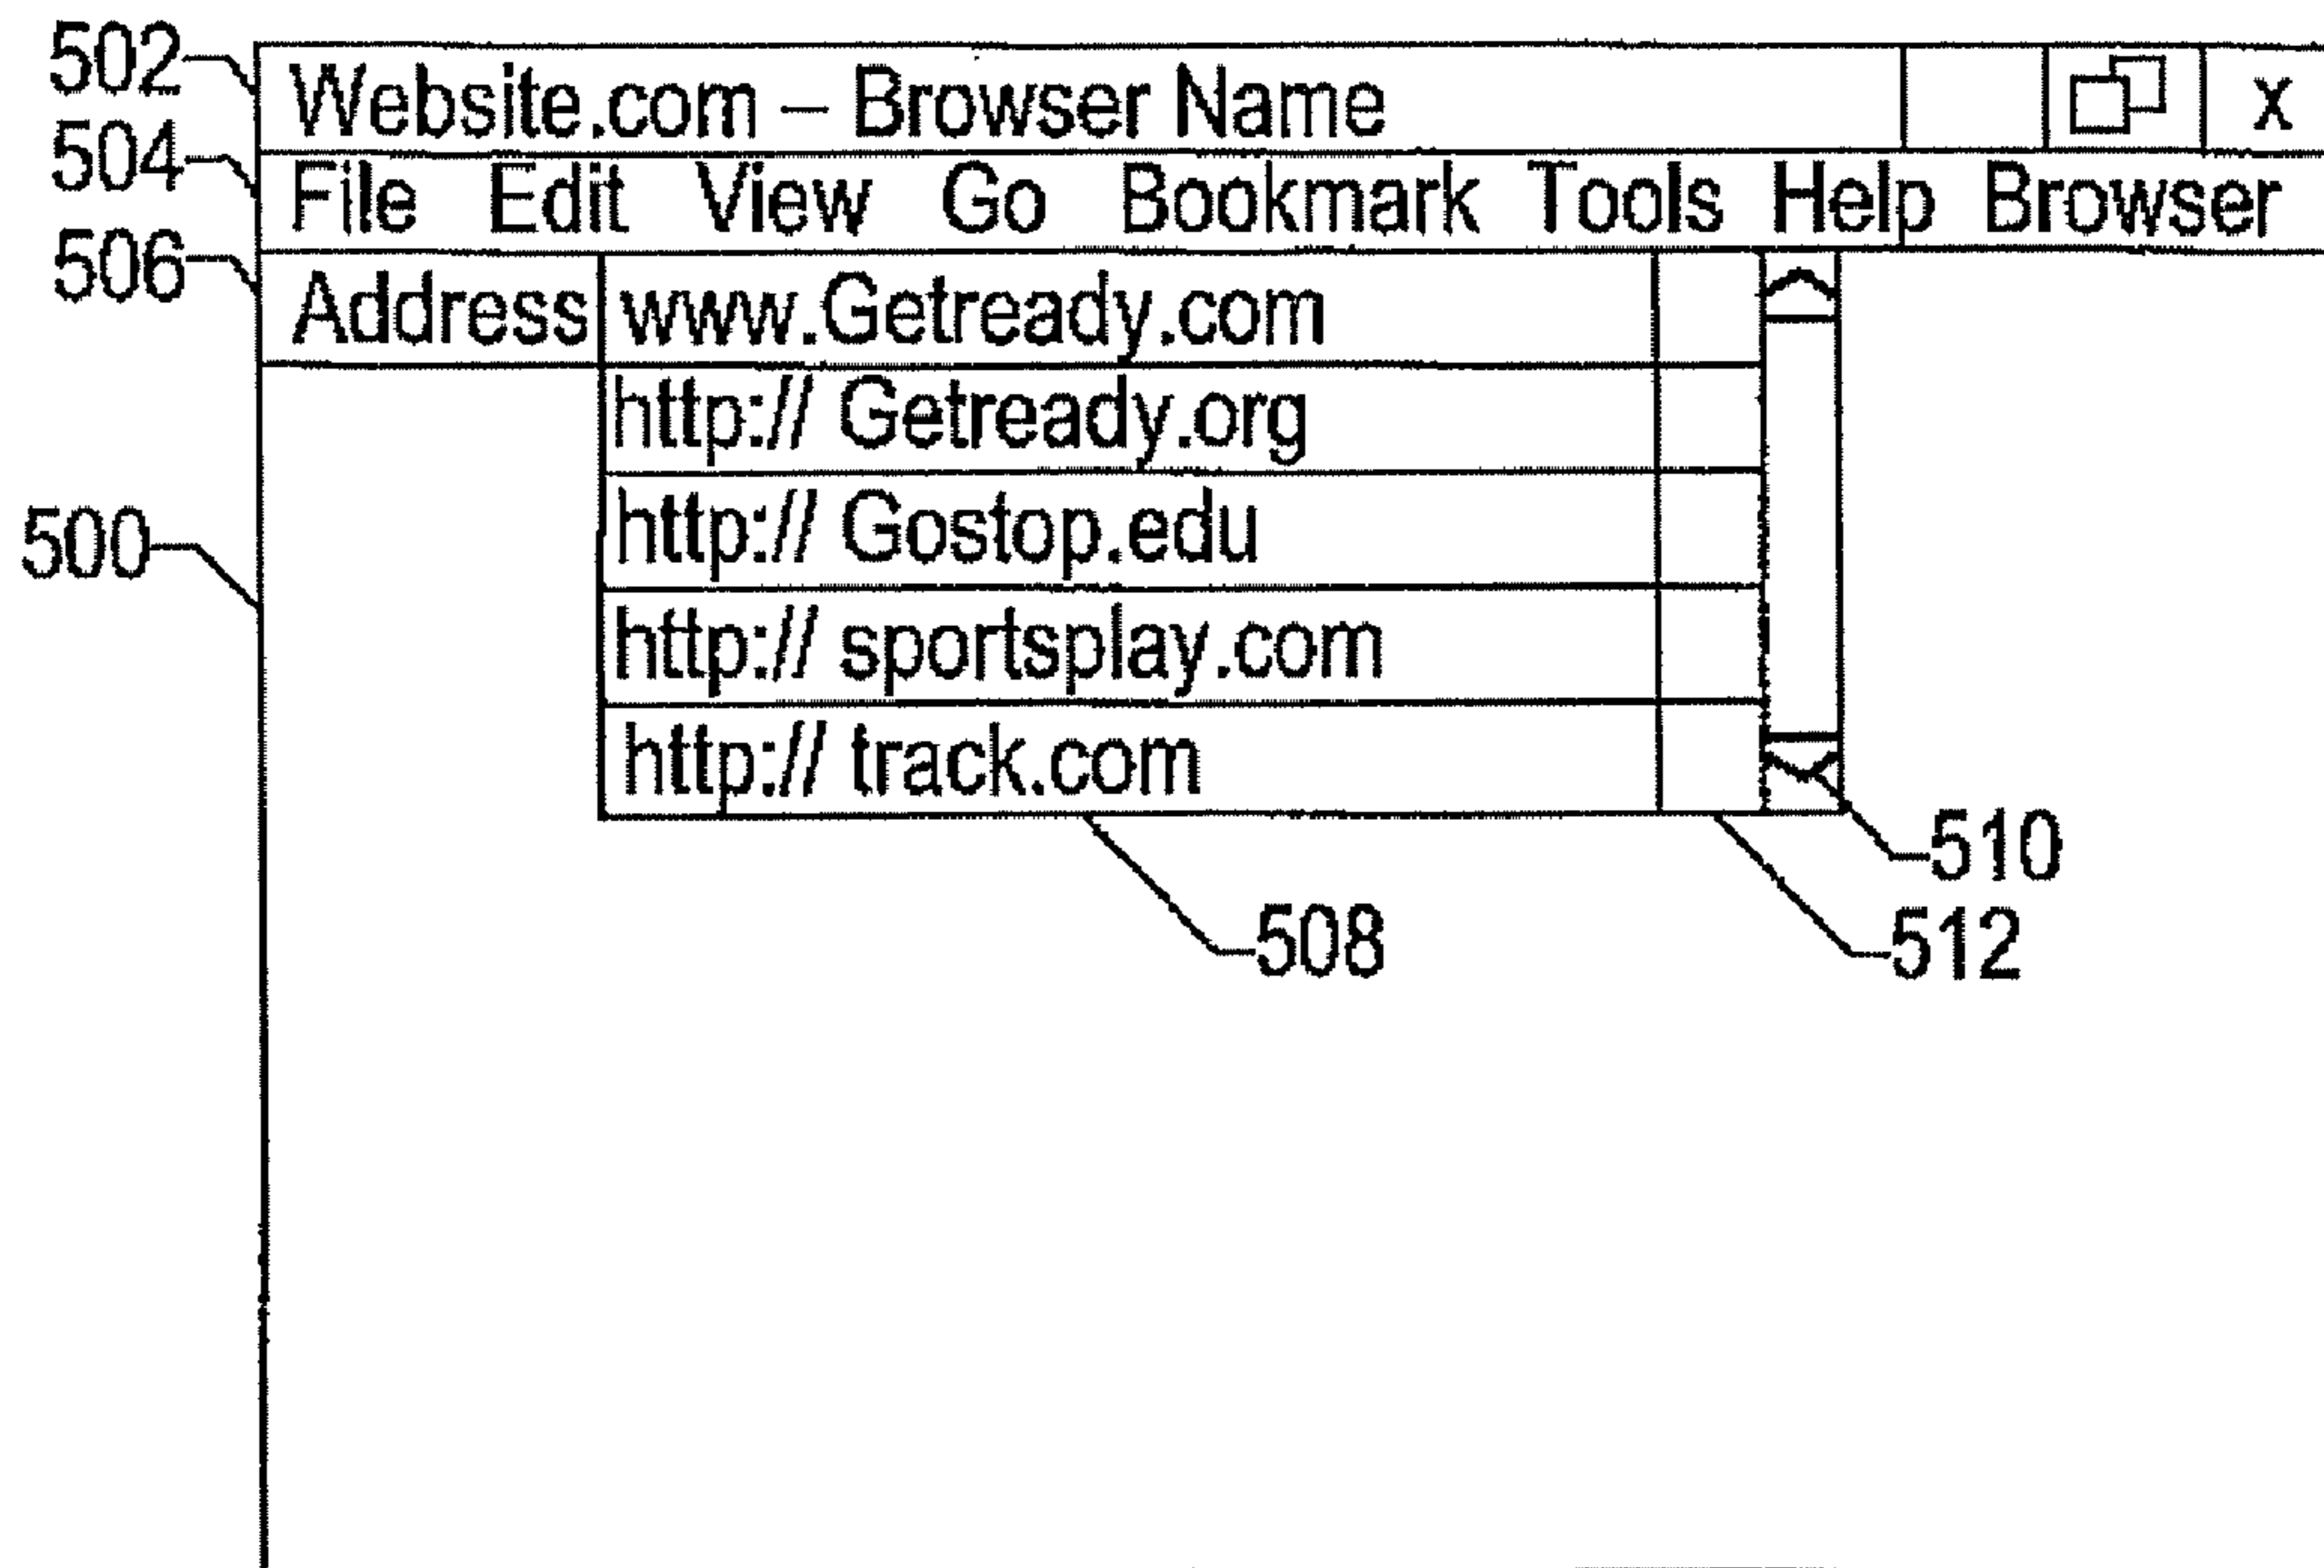 502 Website.com – Browser Name x
504 File Edit View Go Bookmark Tools Help Browser
506 Address www.Getready.com
http:// Getready.org
500 http:// Gostop.edu
http:// sportsplay.com
http:// track.com
510
508 512